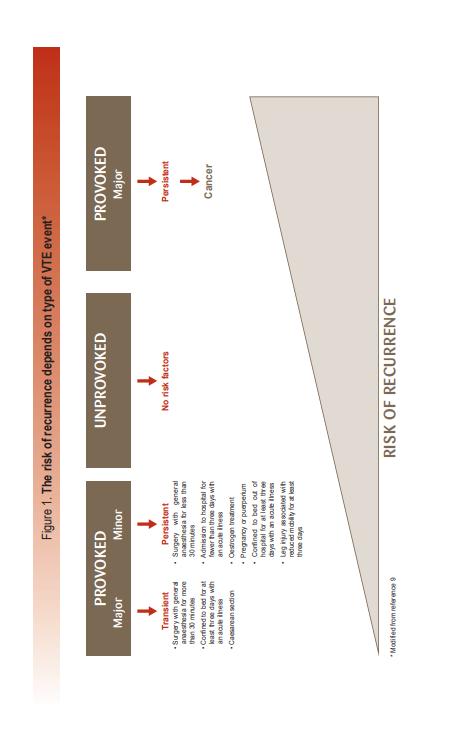 Figure 1. The risk of recurrence depends on type of VTE event*
PROVOKED
Major
Minor
Transient
• Surgery with general
anaesthesia for more
than 30 minutes
• Confined to bed for at
least three days with
an acute illness
• Caesarean section
Persistent
• Surgery with general
anaesthesia for less than
30 minutes
• Admission to hospital for
fewer than three days with
an acute illness
• Oestrogen treatment
• Pregnancy or puerperium
• Confined to bed out of
hospital for at least three
days with an acute illness
• Leg injury associated with
reduced mobility for at least
three days
UNPROVOKED
No risk factors
PROVOKED
Major
Persistent
Cancer
RISK OF RECURRENCE
* Modified from reference 9